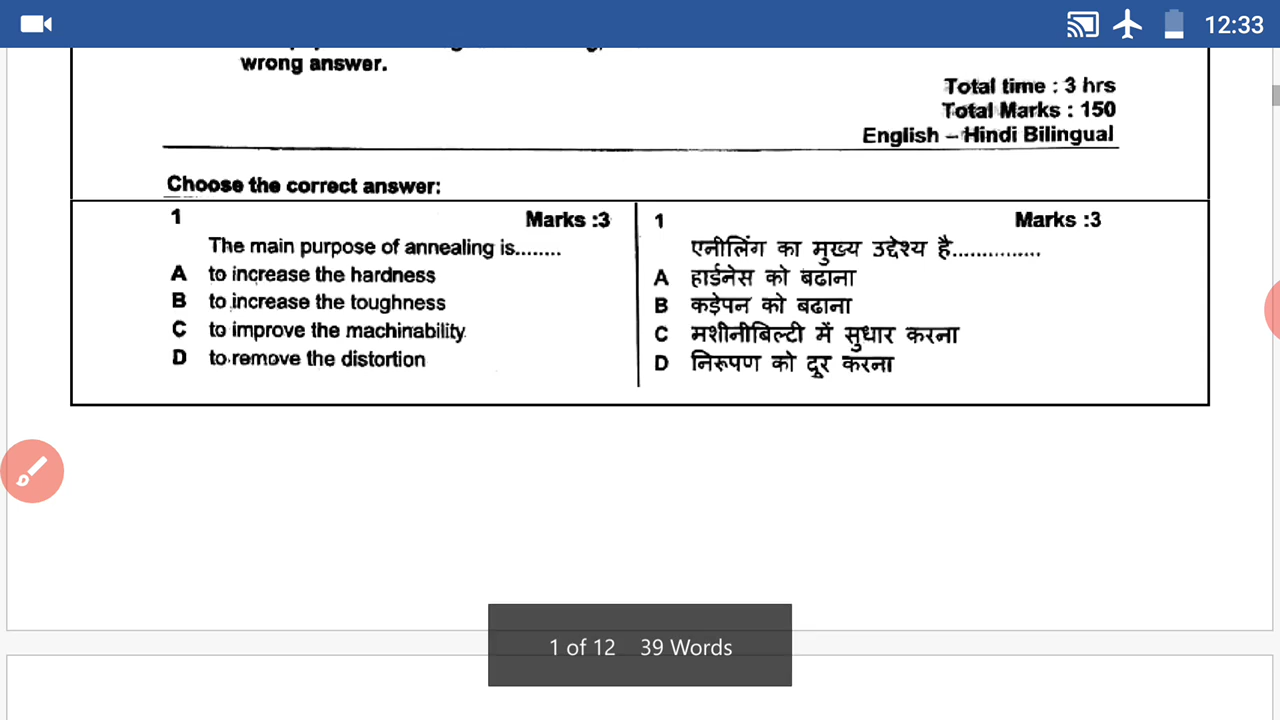 12:33
wrong answer.
Total time : 3 hrs
Total Marks : 150
English – Hindi Bilingual
Choose the correct answer:
1 Marks :3
The main purpose of annealing is........
A to increase the hardness
B to increase the toughness
C to improve the machinability
D to remove the distortion
1 Marks :3
एनीलिंग का मुख्य उद्देश्य है...............
A हार्डनेस को बढाना
B कड़ेपन को बढाना
C मशीनीबिल्टी में सुधार करना
D निरूपण को दूर करना
1 of 12 39 Words